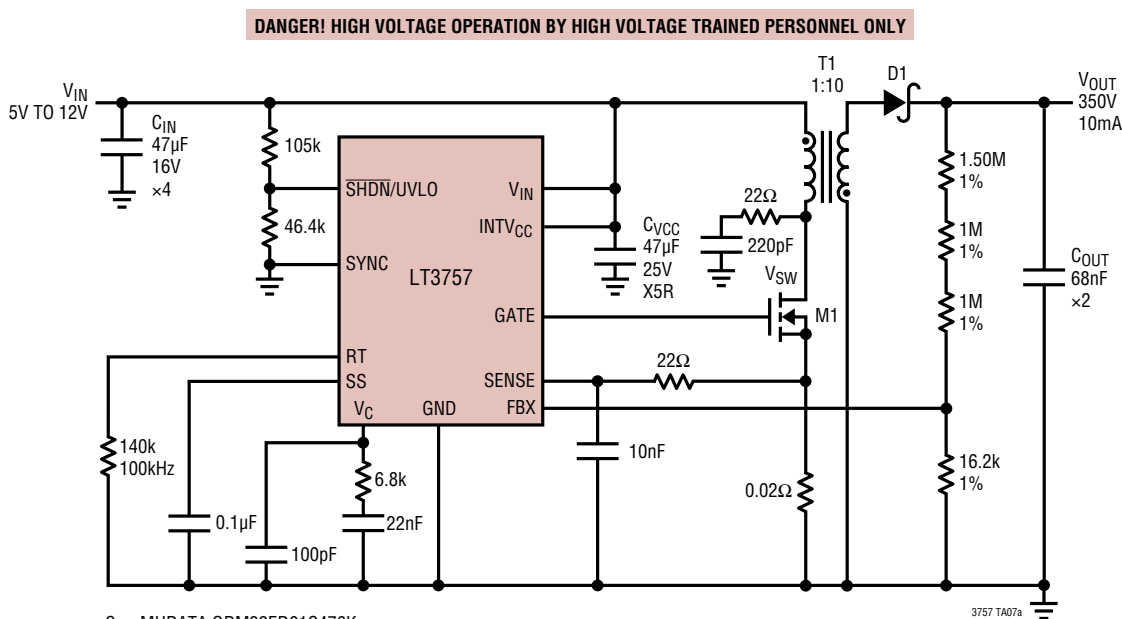 DANGER! HIGH VOLTAGE OPERATION BY HIGH VOLTAGE TRAINED PERSONNEL ONLY
VIN
5V TO 12V
CIN
47µF
16V
×4
105k
46.4k
SHDN/UVLO
SYNC
LT3757
VIN
INTVCC
GATE
SENSE
FBX
RT
SS
VC
GND
CVCC
47µF
25V
X5R
T1
1:10
D1
VOUT
350V
10mA
22Ω
220pF
VSW
M1
1.50M
1%
1M
1%
1M
1%
COUT
68nF
×2
22Ω
10nF
0.02Ω
16.2k
1%
140k
100kHz
0.1µF
100pF
6.8k
22nF
3757 TA07a